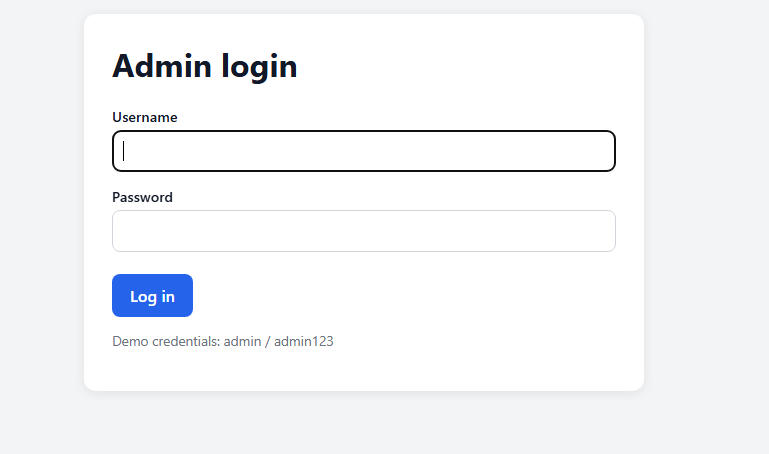 Admin login
Username
Password
Log in
Demo credentials: admin / admin123